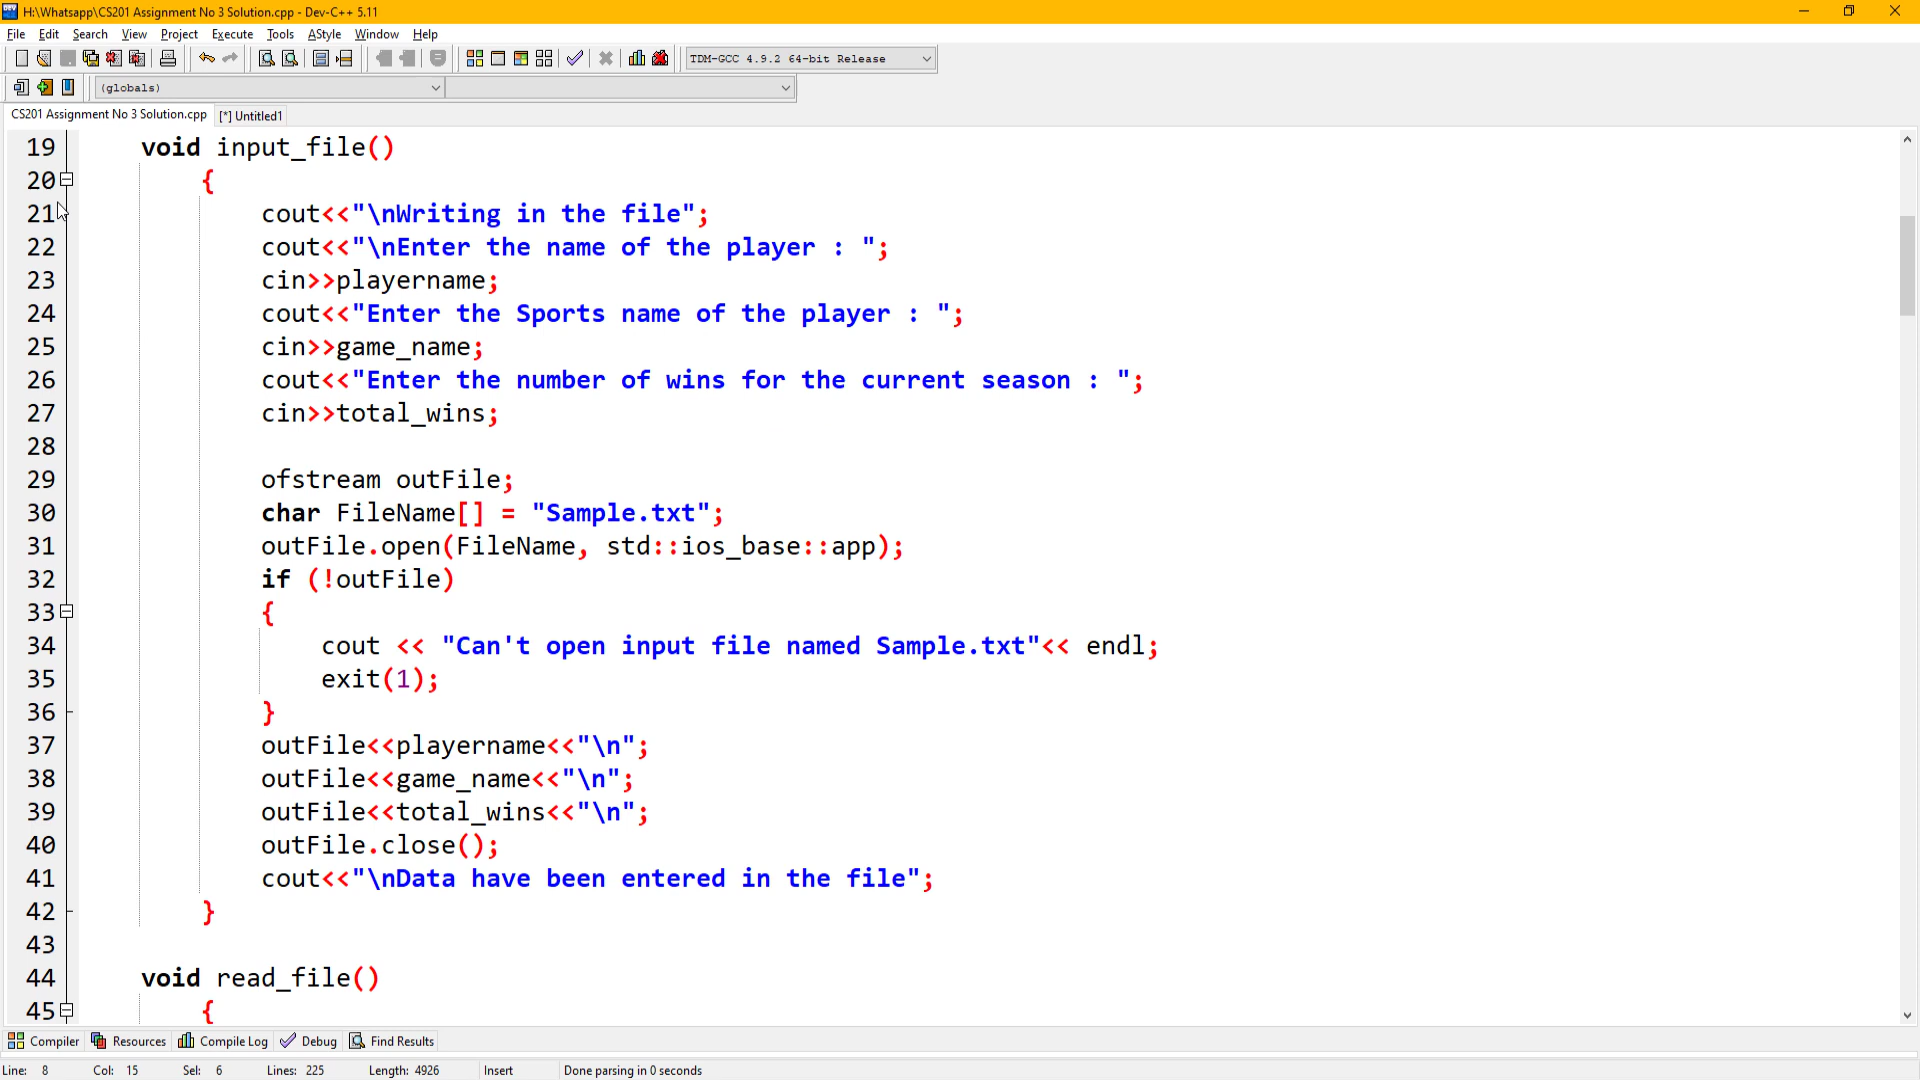 H:\Whatsapp\CS201 Assignment No 3 Solution.cpp - Dev-C++ 5.11
File Edit Search View Project Execute Tools AStyle Window Help
TDM-GCC 4.9.2 64-bit Release
(globals)
CS201 Assignment No 3 Solution.cpp [*] Untitled1
19 void input_file()
20 {
21 cout<<"\nWriting in the file";
22 cout<<"\nEnter the name of the player : ";
23 cin>>playername;
24 cout<<"Enter the Sports name of the player : ";
25 cin>>game_name;
26 cout<<"Enter the number of wins for the current season : ";
27 cin>>total_wins;
28
29 ofstream outFile;
30 char FileName[] = "Sample.txt";
31 outFile.open(FileName, std::ios_base::app);
32 if (!outFile)
33 {
34 cout << "Can't open input file named Sample.txt"<< endl;
35 exit(1);
36 }
37 outFile<<playername<<"\n";
38 outFile<<game_name<<"\n";
39 outFile<<total_wins<<"\n";
40 outFile.close();
41 cout<<"\nData have been entered in the file";
42 }
43
44 void read_file()
45 {
Compiler Resources Compile Log Debug Find Results
Line: 8 Col: 15 Sel: 6 Lines: 225 Length: 4926 Insert Done parsing in 0 seconds